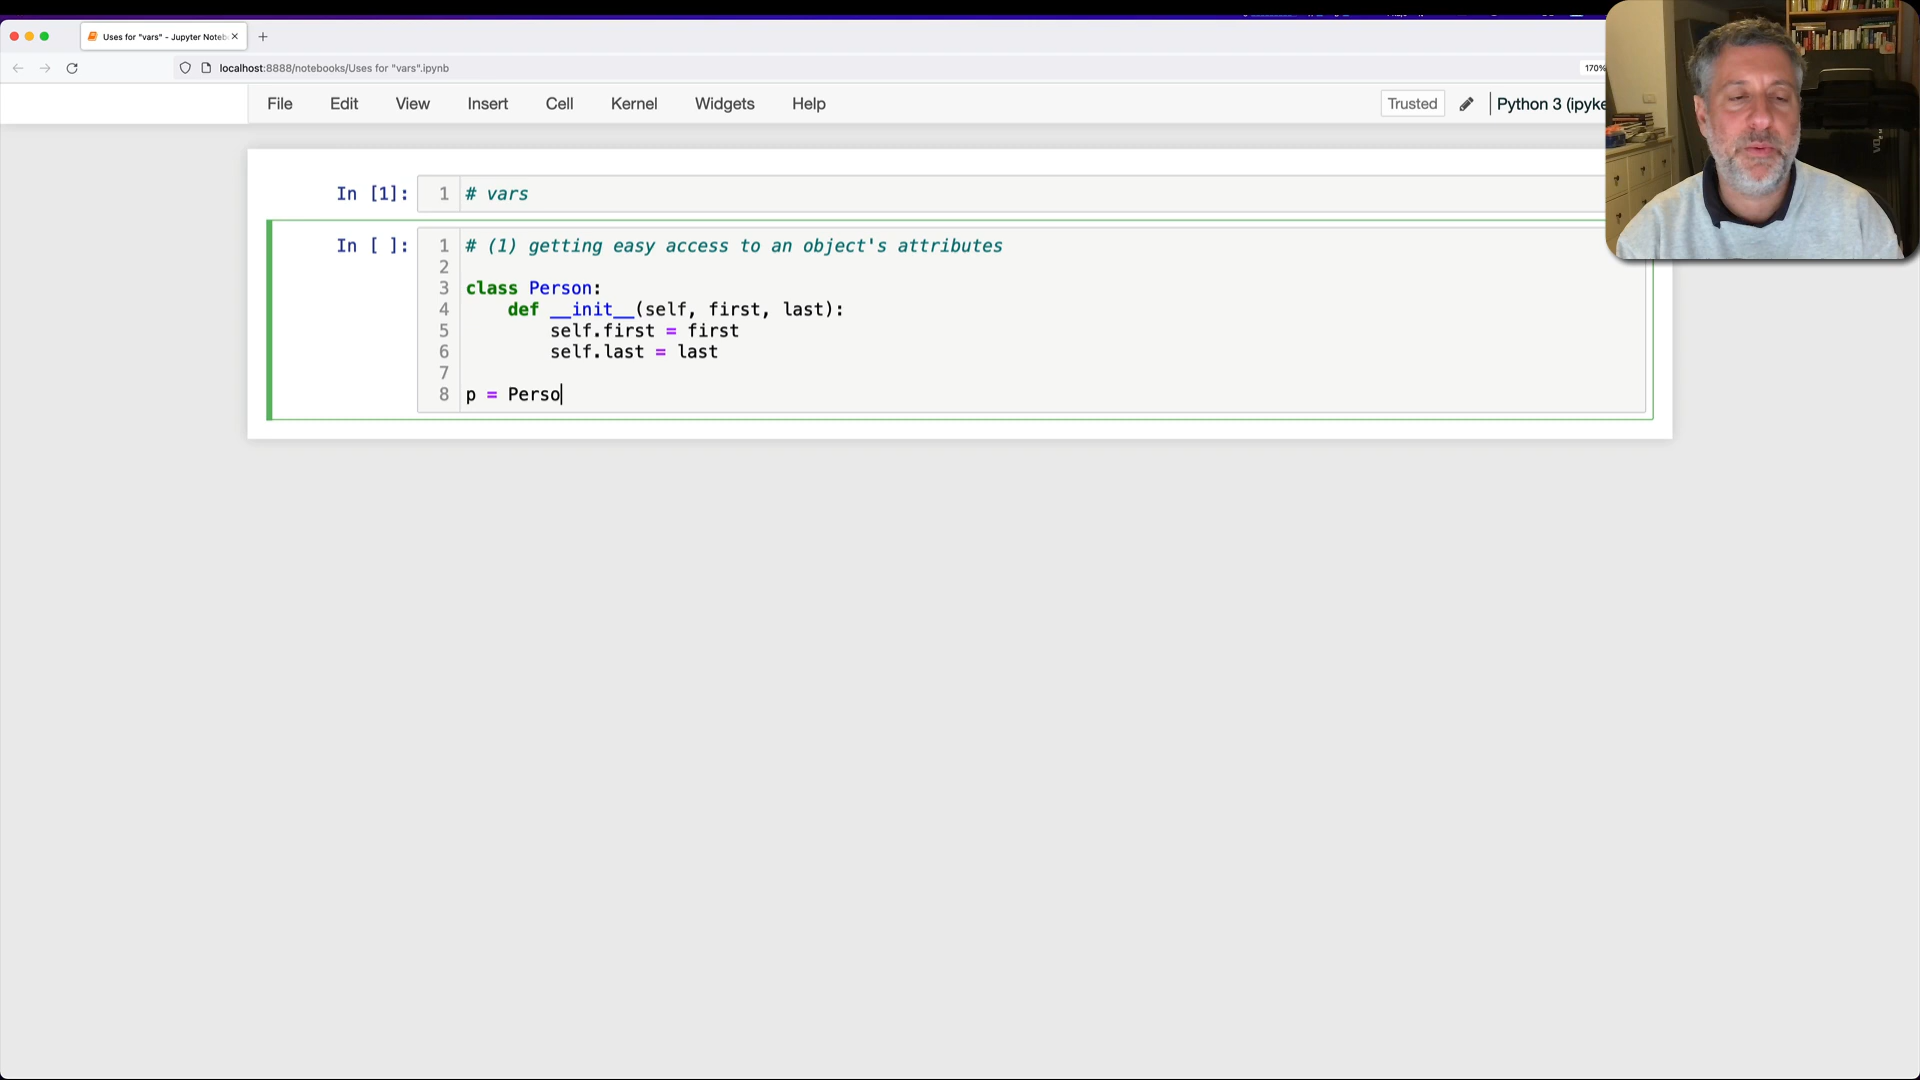 Uses for "vars" - Jupyter Noteb
localhost:8888/notebooks/Uses for "vars".ipynb
170%
File Edit View Insert Cell Kernel Widgets Help
Trusted
Python 3 (ipyke
In [1]:
1 # vars
In [ ]:
1 # (1) getting easy access to an object's attributes
2
3 class Person:
4 def __init__(self, first, last):
5 self.first = first
6 self.last = last
7
8 p = Perso